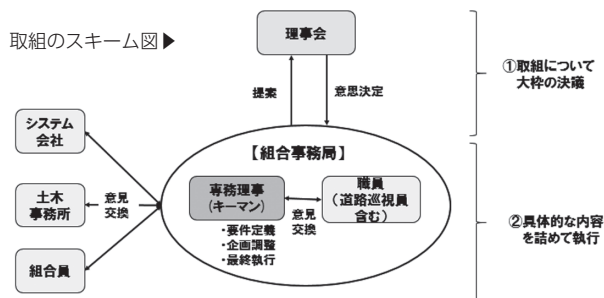 取組のスキーム図▶
理事会
提案
意思決定
①取組について
大枠の決議
システム
会社
土木
事務所
組合員
意見
交換
【組合事務局】
専務理事
(キーマン)
・要件定義
・企画調整
・最終執行
意見
交換
職員
(道路巡視員
含む)
②具体的な内容
を詰めて執行